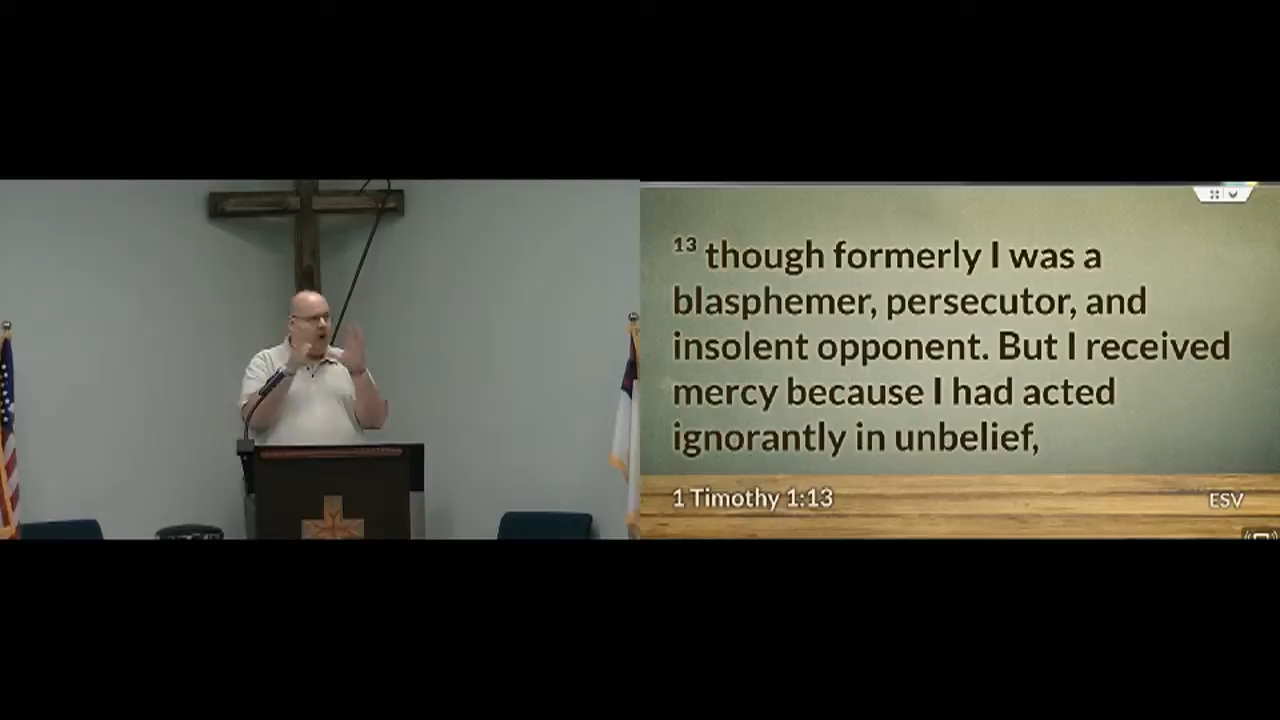 13 though formerly I was a
blasphemer, persecutor, and
insolent opponent. But I received
mercy because I had acted
ignorantly in unbelief,
1 Timothy 1:13
ESV